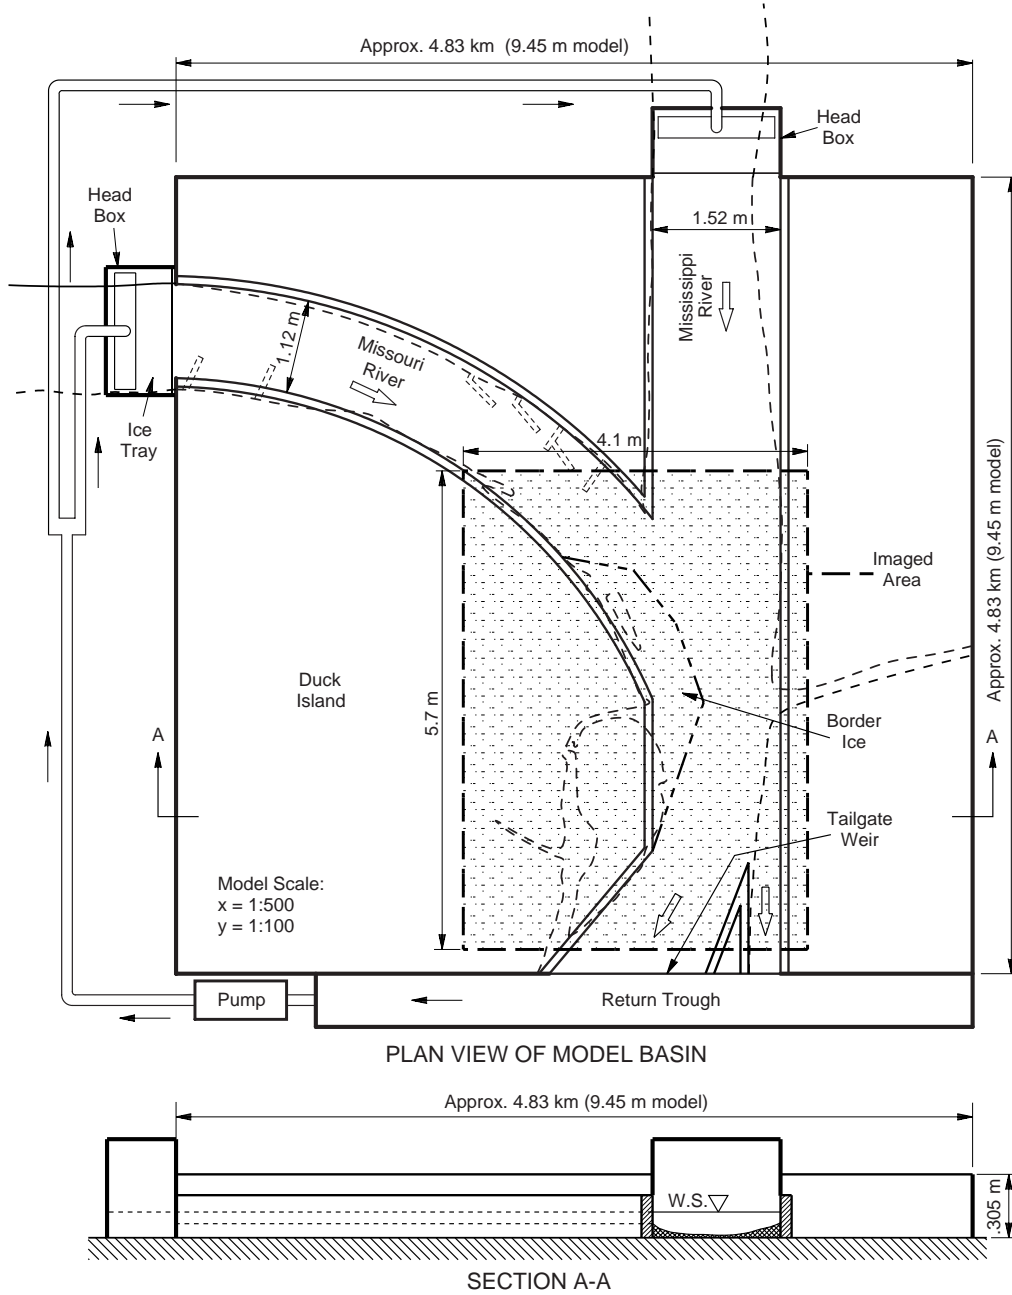 Approx. 4.83 km (9.45 m model)
Head
Box
Head
Box
1.52 m
Mississippi
River
1.12 m
Missouri
River
Ice
Tray
4.1 m
Approx. 4.83 km (9.45 m model)
Imaged
Area
Duck
Island
5.7 m
Border
Ice
A
A
Tailgate
Weir
Model Scale:
x = 1:500
y = 1:100
Pump
Return Trough
PLAN VIEW OF MODEL BASIN
Approx. 4.83 km (9.45 m model)
W.S.
.305 m
SECTION A-A